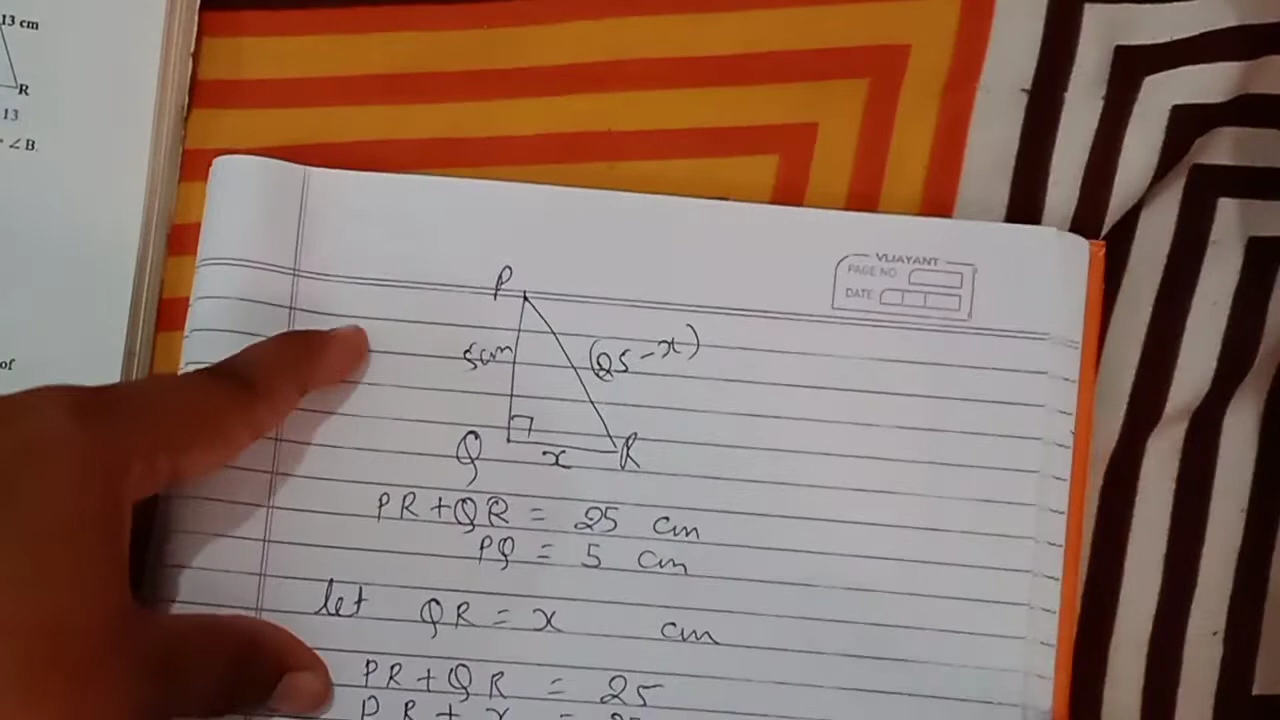 13 cm
R
13
∠B.
of
VIJAYANT
PAGE NO
DATE
P
5cm
(25-x)
Q
x
R
PR+QR = 25 cm
PQ = 5 cm
let QR = x cm
PR + QR = 25
PR + x =